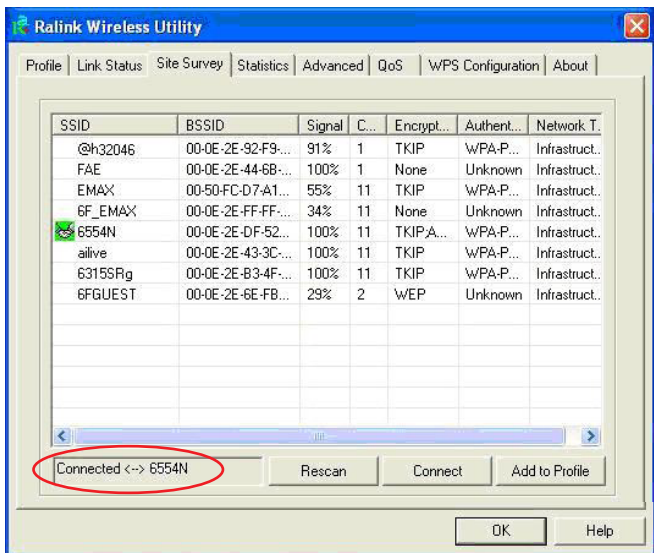 Ralink Wireless Utility
Profile Link Status Site Survey Statistics Advanced QoS WPS Configuration About
SSID BSSID Signal C... Encrypt... Authent... Network T.
@h32046 00-0E-2E-92-F9-... 91% 1 TKIP WPA-P... Infrastruct..
FAE 00-0E-2E-44-6B-... 100% 1 None Unknown Infrastruct..
EMAX 00-50-FC-D7-A1... 55% 11 TKIP WPA-P... Infrastruct..
6F_EMAX 00-0E-2E-FF-FF-... 34% 11 None Unknown Infrastruct..
6554N 00-0E-2E-DF-52... 100% 11 TKIP;A... WPA-P... Infrastruct..
ailive 00-0E-2E-43-3C-... 100% 11 TKIP WPA-P... Infrastruct..
6315SRg 00-0E-2E-B3-4F-... 100% 11 TKIP WPA-P... Infrastruct..
6FGUEST 00-0E-2E-6E-FB... 29% 2 WEP Unknown Infrastruct..
Connected <--> 6554N Rescan Connect Add to Profile
OK Help